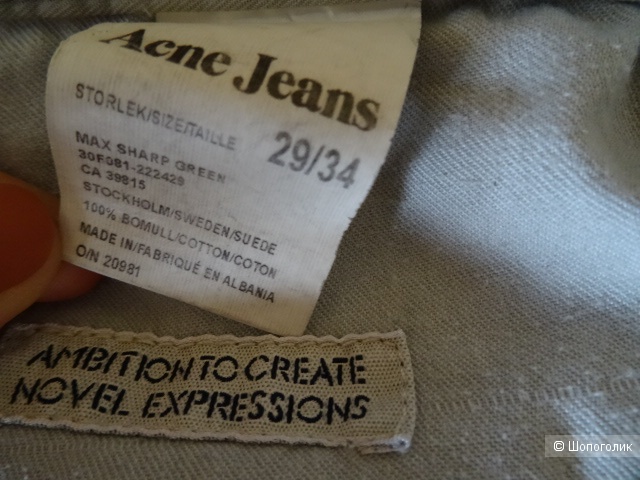 Acne Jeans
STORLEK/SIZE/TAILLE 29/34
MAX SHARP GREEN
30F081-222429
CA 39815
STOCKHOLM/SWEDEN/SUEDE
100% BOMULL/COTTON/COTON
MADE IN/FABRIQUÉ EN ALBANIA
O/N 20981
AMBITION TO CREATE
NOVEL EXPRESSIONS
© Шопоголик